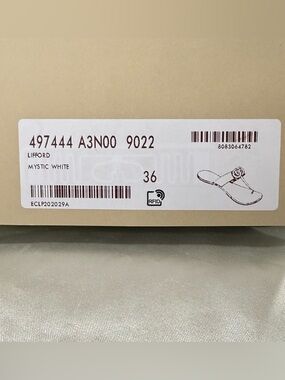 497444 A3N00 9022
8083064782
LIFFORD
MYSTIC WHITE
36
RFID
ECLP202029A